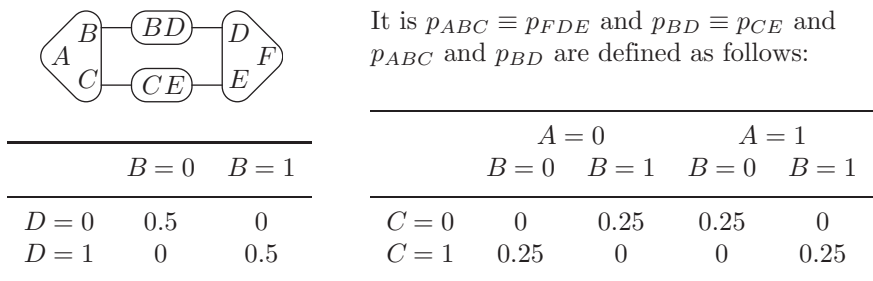 B BD D
A F
C CE E
It is p_{ABC} ≡ p_{FDE} and p_{BD} ≡ p_{CE} and
p_{ABC} and p_{BD} are defined as follows:
B = 0 B = 1
D = 0 0.5 0
D = 1 0 0.5
A = 0 A = 1
B = 0 B = 1 B = 0 B = 1
C = 0 0 0.25 0.25 0
C = 1 0.25 0 0 0.25